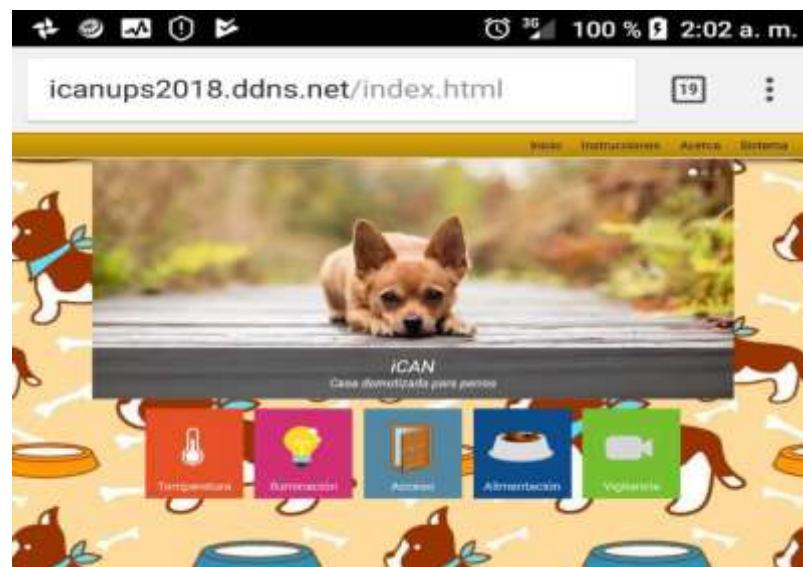 3G 100 % 2:02 a. m.
icanups2018.ddns.net/index.html
19
Inicio Instrucciones Acerca Sistema
iCAN
Casa domotizada para perros
Temperatura Iluminación Acceso Alimentación Vigilancia